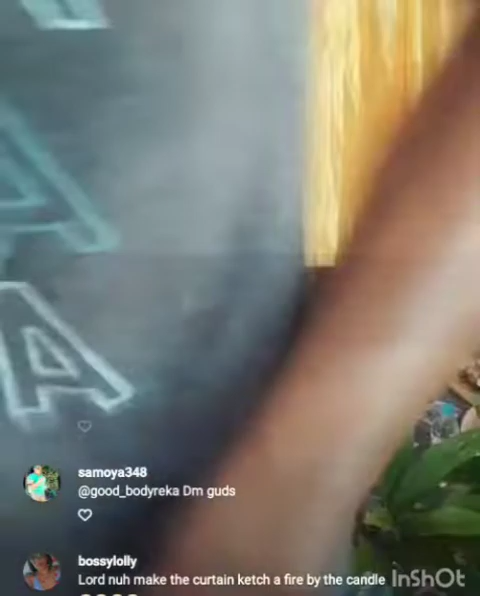 A
A
samoya348
@good_bodyreka Dm guds
bossylolly
Lord nuh make the curtain ketch a fire by the candle
InShOt